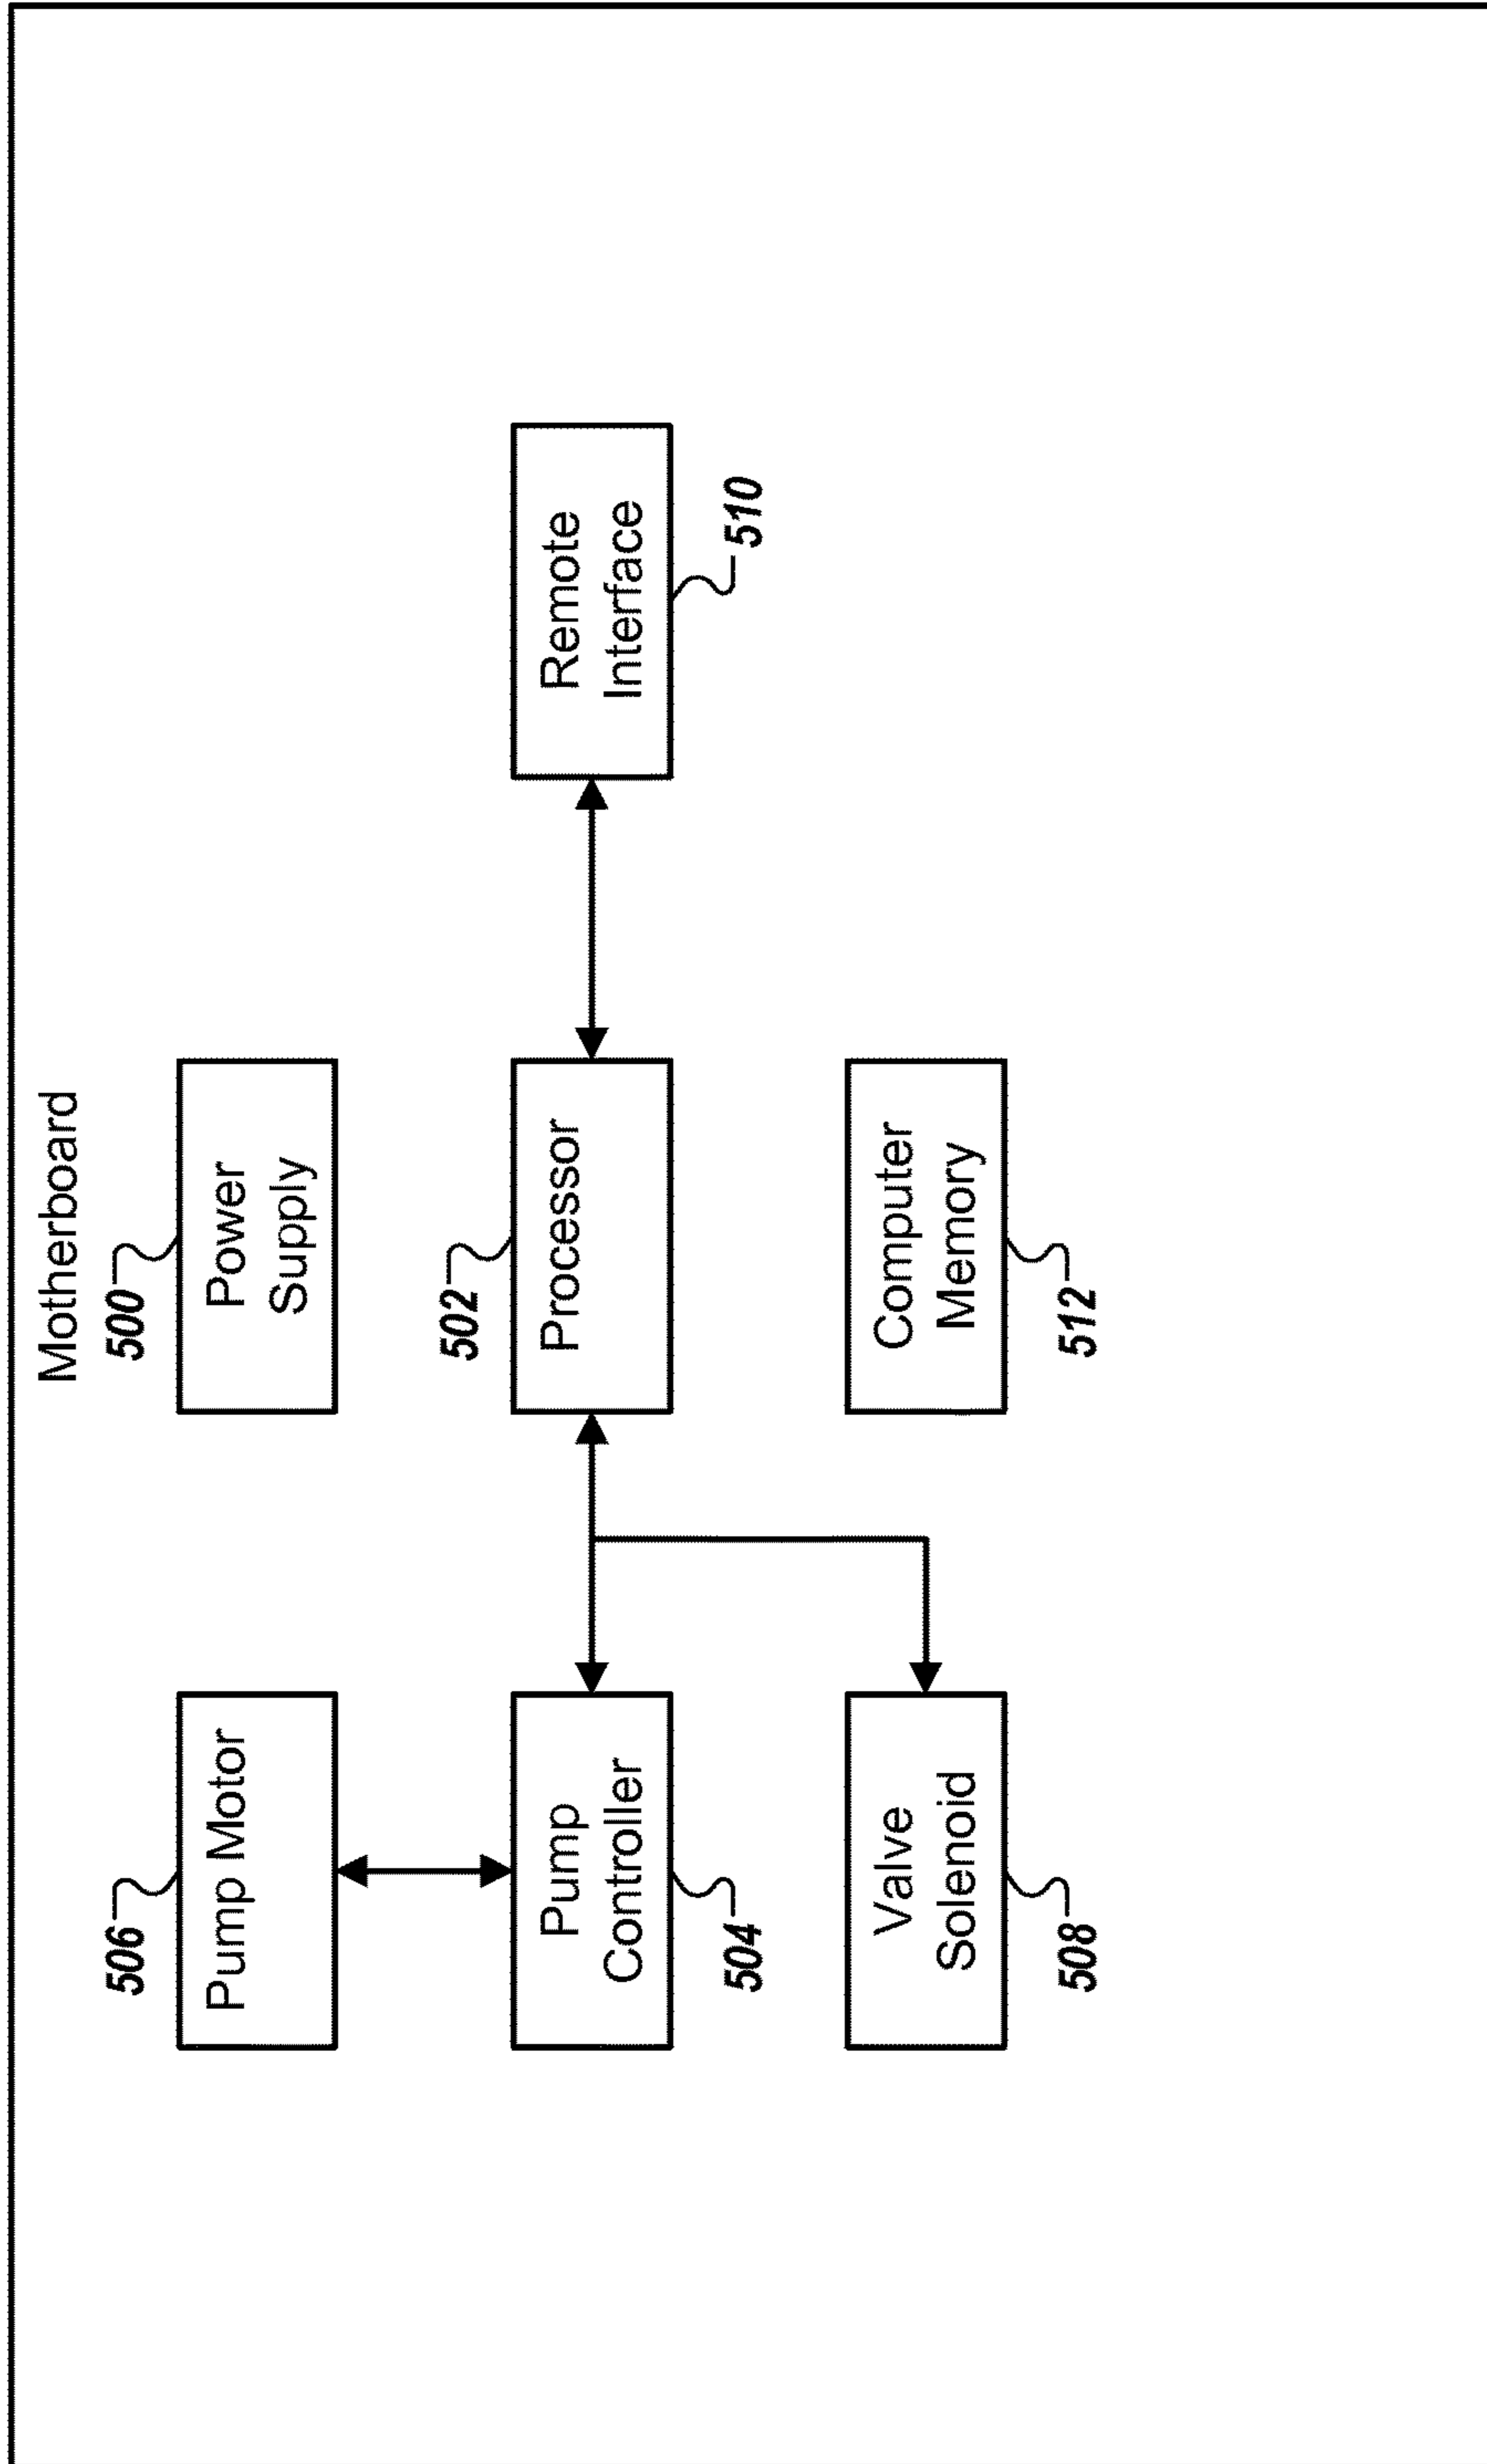 Motherboard
506
Pump Motor
500
Power
Supply
504
Pump
Controller
502
Processor
510
Remote
Interface
508
Valve
Solenoid
512
Computer
Memory